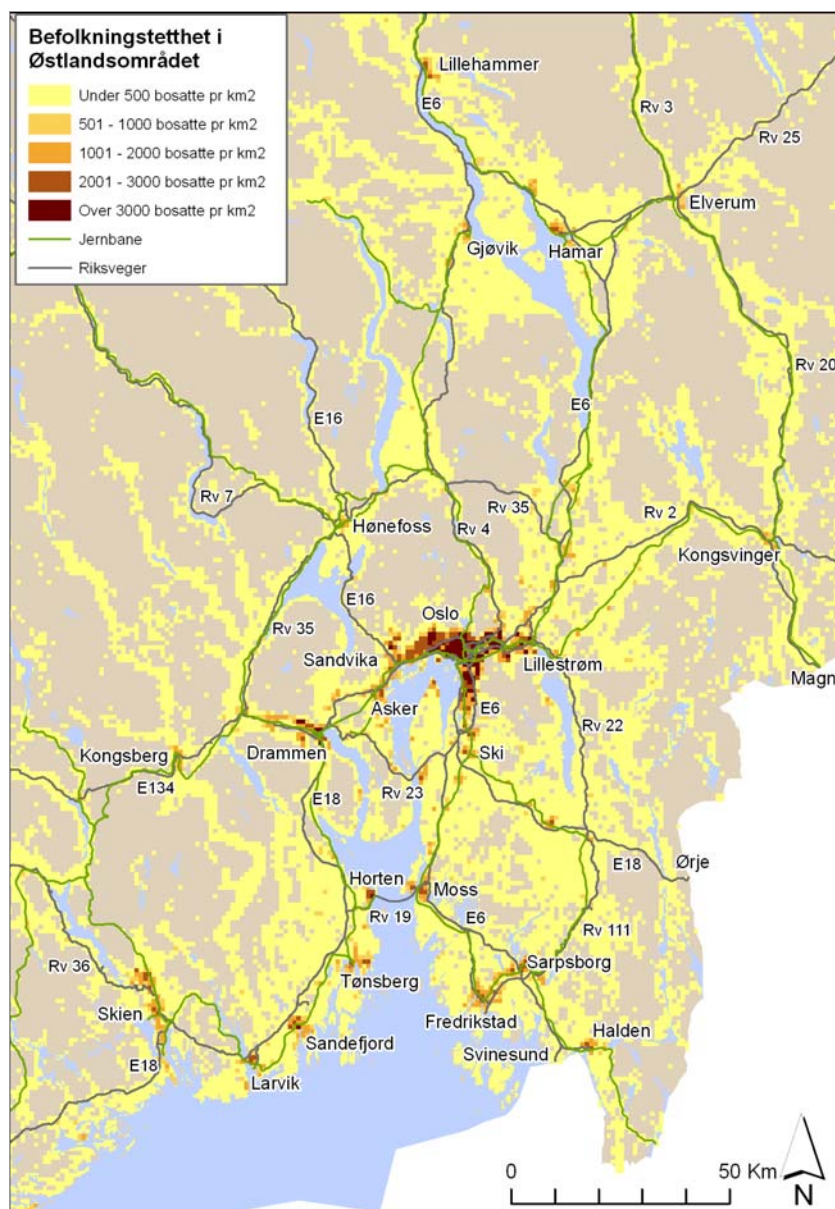 Befolkningstetthet i
Østlandsområdet
Under 500 bosatte pr km2
501 - 1000 bosatte pr km2
1001 - 2000 bosatte pr km2
2001 - 3000 bosatte pr km2
Over 3000 bosatte pr km2
Jernbane
Riksveger
Lillehammer
E6
Rv 3
Rv 25
Elverum
Gjøvik
Hamar
Rv 20
E16
E6
Rv 7
Rv 35
Rv 2
Hønefoss
Rv 4
Kongsvinger
E16
Oslo
Rv 35
Sandvika
Lillestrøm
Magn
Asker
E6
Rv 22
Kongsberg
Drammen
Ski
E134
E18
Rv 23
E18
Ørje
Horten
Moss
Rv 19
E6
Rv 111
Rv 36
Tønsberg
Sarpsborg
Skien
Fredrikstad
Sandefjord
Halden
E18
Svinesund
Larvik
0
50 Km
N